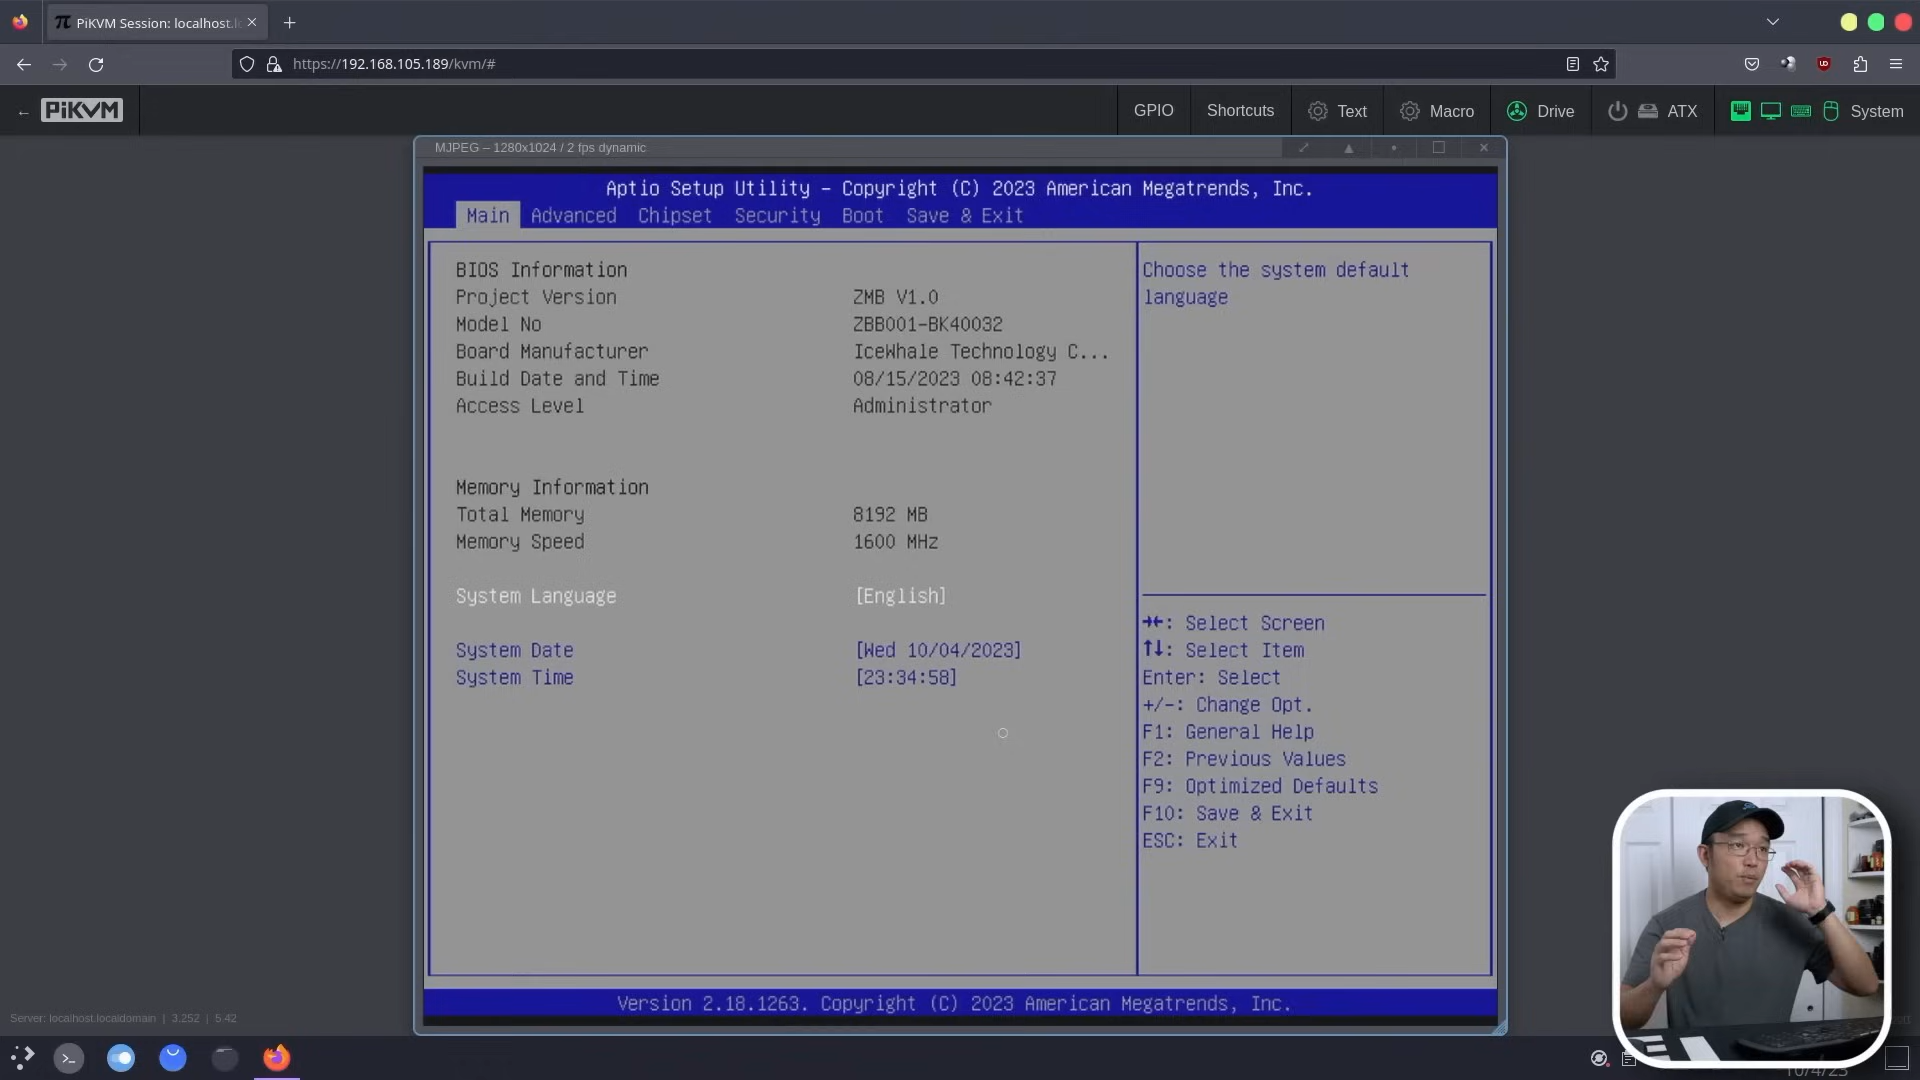 PiKVM Session: localhost.l
https://192.168.105.189/kvm/#
PiKVM
GPIO
Shortcuts
Text
Macro
Drive
ATX
System
MJPEG – 1280x1024 / 2 fps dynamic
Aptio Setup Utility - Copyright (C) 2023 American Megatrends, Inc.
Main Advanced Chipset Security Boot Save & Exit
BIOS Information
Project Version ZMB V1.0
Model No ZBB001-BK40032
Board Manufacturer IceWhale Technology C...
Build Date and Time 08/15/2023 08:42:37
Access Level Administrator
Memory Information
Total Memory 8192 MB
Memory Speed 1600 MHz
System Language [English]
System Date [Wed 10/04/2023]
System Time [23:34:58]
Choose the system default
language
→←: Select Screen
↑↓: Select Item
Enter: Select
+/-: Change Opt.
F1: General Help
F2: Previous Values
F9: Optimized Defaults
F10: Save & Exit
ESC: Exit
Version 2.18.1263. Copyright (C) 2023 American Megatrends, Inc.
Server: localhost.localdomain | 3.252 | 5.42
10/4/23